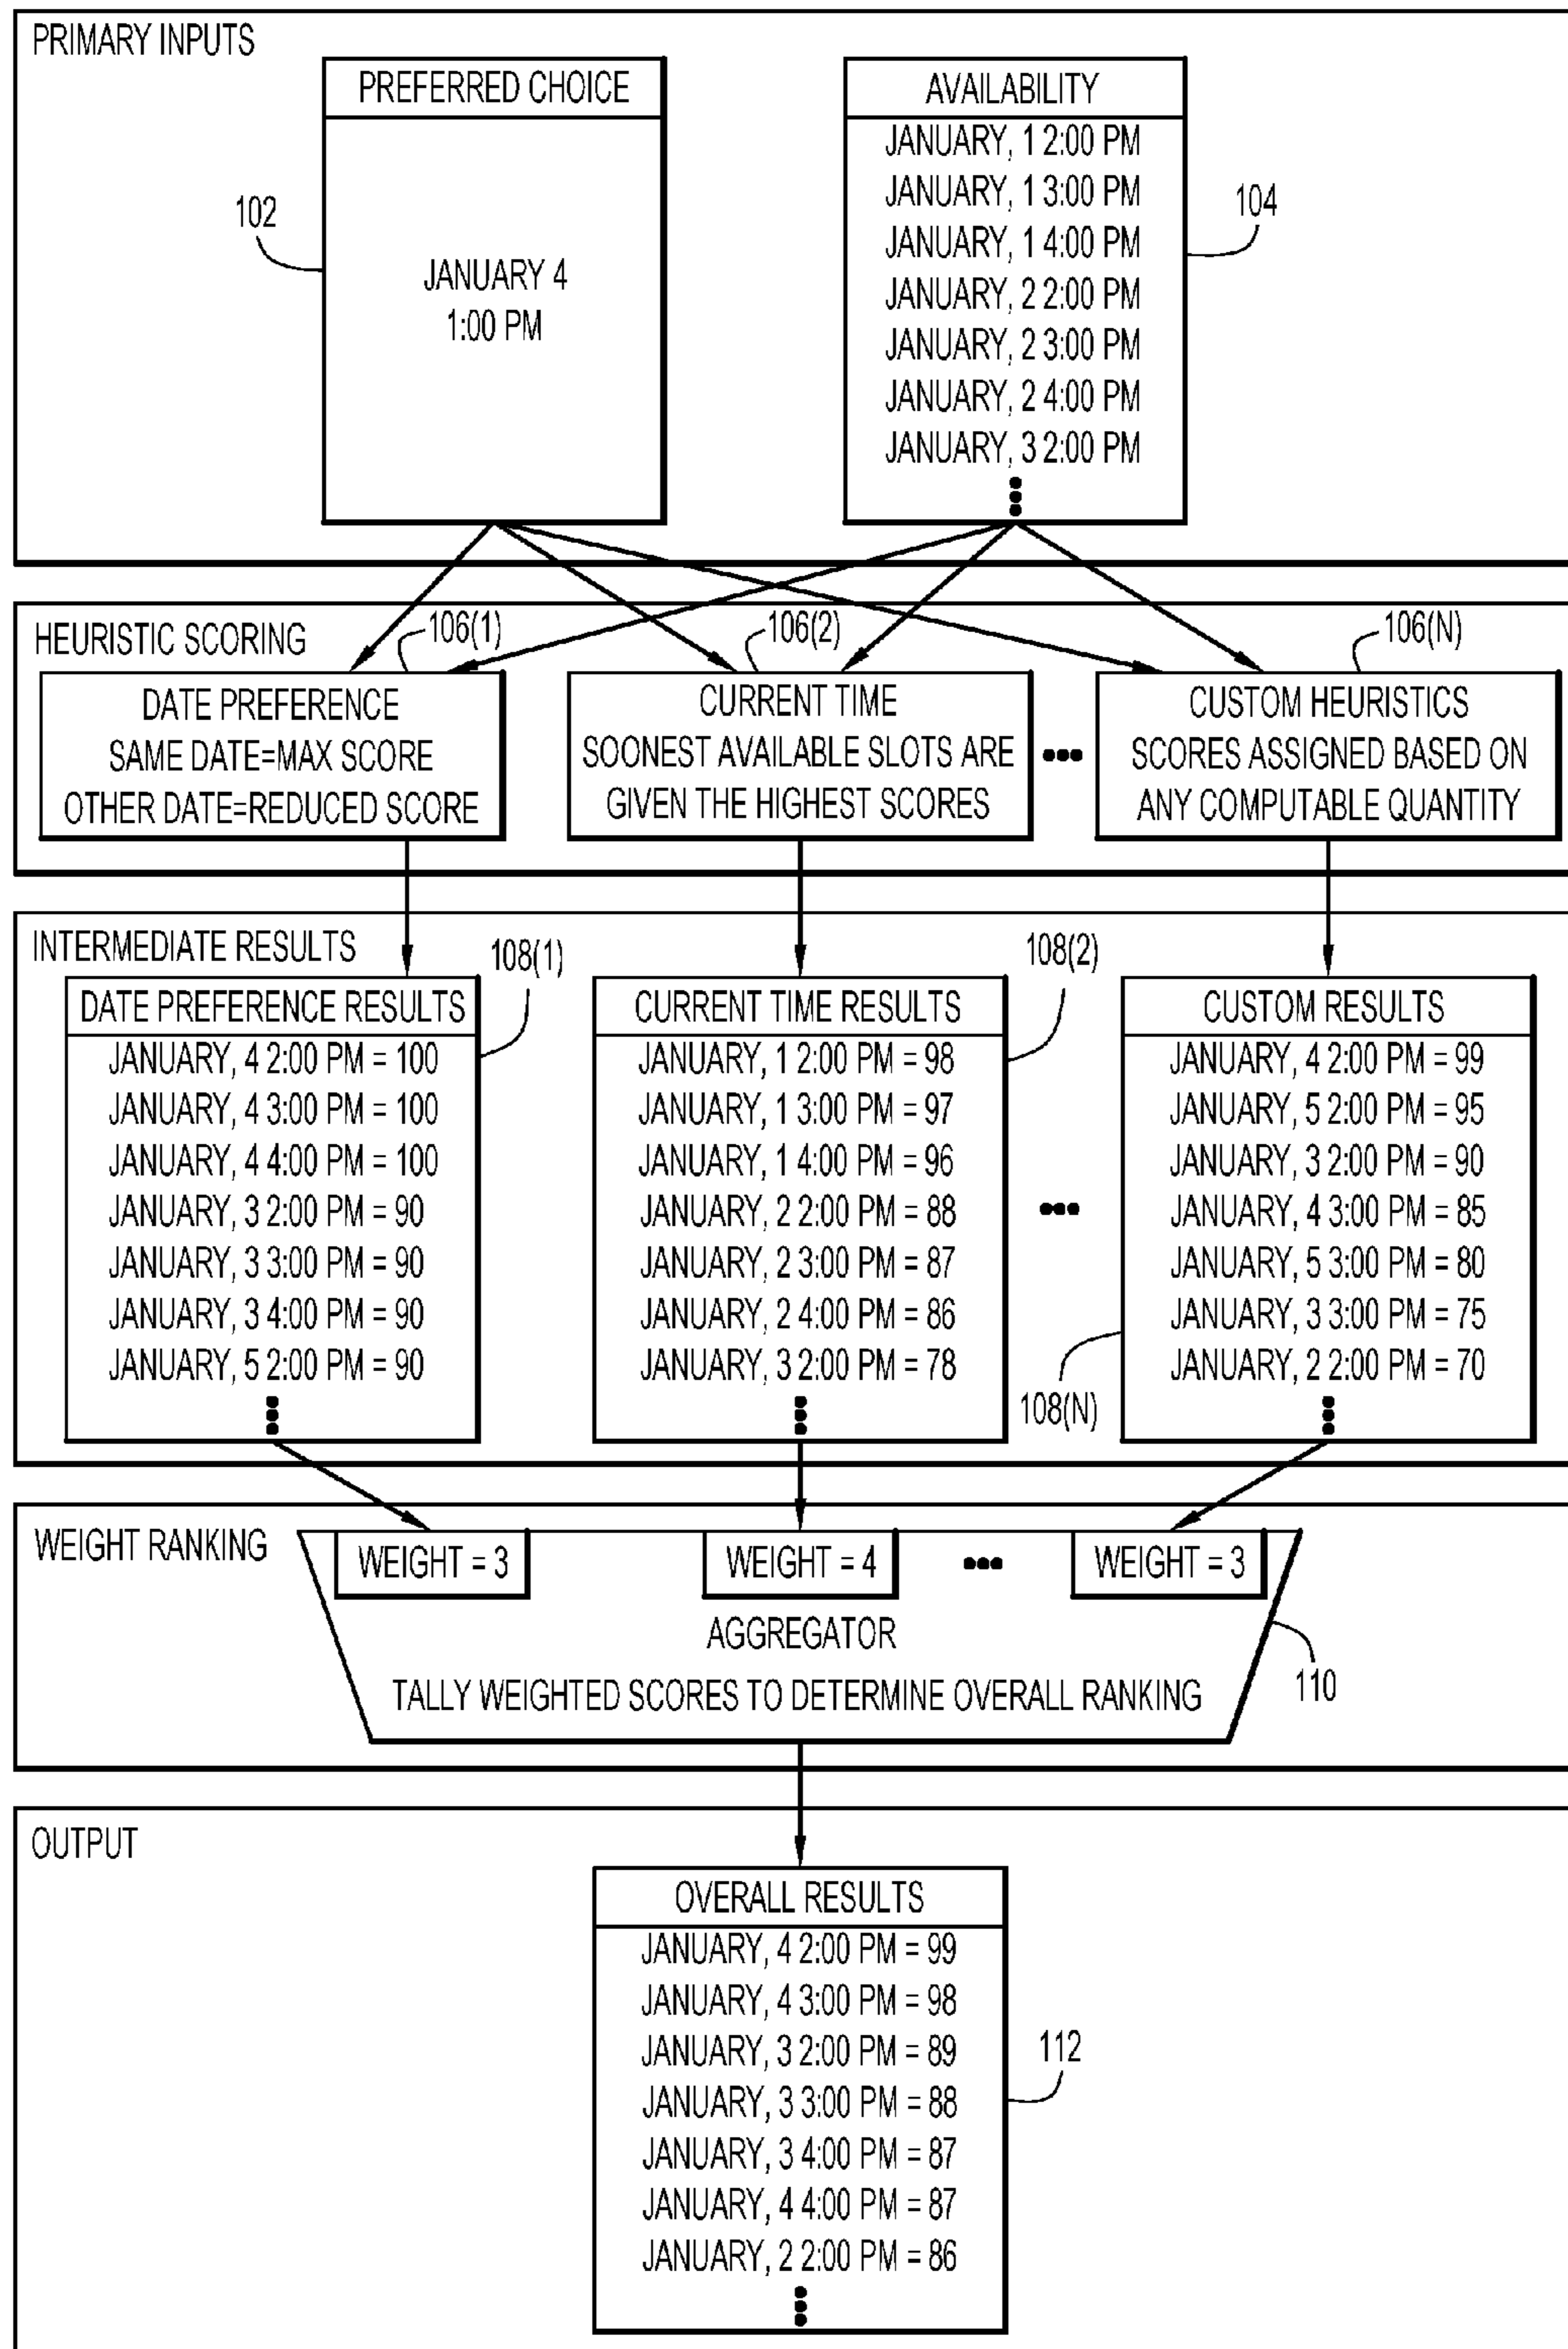 PRIMARY INPUTS
PREFERRED CHOICE
JANUARY 4
1:00 PM
102
AVAILABILITY
JANUARY, 1 2:00 PM
JANUARY, 1 3:00 PM
JANUARY, 1 4:00 PM
JANUARY, 2 2:00 PM
JANUARY, 2 3:00 PM
JANUARY, 2 4:00 PM
JANUARY, 3 2:00 PM
104
HEURISTIC SCORING
106(1)
DATE PREFERENCE
SAME DATE=MAX SCORE
OTHER DATE=REDUCED SCORE
106(2)
CURRENT TIME
SOONEST AVAILABLE SLOTS ARE
GIVEN THE HIGHEST SCORES
106(N)
CUSTOM HEURISTICS
SCORES ASSIGNED BASED ON
ANY COMPUTABLE QUANTITY
INTERMEDIATE RESULTS
108(1)
DATE PREFERENCE RESULTS
JANUARY, 4 2:00 PM = 100
JANUARY, 4 3:00 PM = 100
JANUARY, 4 4:00 PM = 100
JANUARY, 3 2:00 PM = 90
JANUARY, 3 3:00 PM = 90
JANUARY, 3 4:00 PM = 90
JANUARY, 5 2:00 PM = 90
108(2)
CURRENT TIME RESULTS
JANUARY, 1 2:00 PM = 98
JANUARY, 1 3:00 PM = 97
JANUARY, 1 4:00 PM = 96
JANUARY, 2 2:00 PM = 88
JANUARY, 2 3:00 PM = 87
JANUARY, 2 4:00 PM = 86
JANUARY, 3 2:00 PM = 78
CUSTOM RESULTS
JANUARY, 4 2:00 PM = 99
JANUARY, 5 2:00 PM = 95
JANUARY, 3 2:00 PM = 90
JANUARY, 4 3:00 PM = 85
JANUARY, 5 3:00 PM = 80
JANUARY, 3 3:00 PM = 75
JANUARY, 2 2:00 PM = 70
108(N)
WEIGHT RANKING
WEIGHT = 3
WEIGHT = 4
WEIGHT = 3
AGGREGATOR
TALLY WEIGHTED SCORES TO DETERMINE OVERALL RANKING
110
OUTPUT
OVERALL RESULTS
JANUARY, 4 2:00 PM = 99
JANUARY, 4 3:00 PM = 98
JANUARY, 3 2:00 PM = 89
JANUARY, 3 3:00 PM = 88
JANUARY, 3 4:00 PM = 87
JANUARY, 4 4:00 PM = 87
JANUARY, 2 2:00 PM = 86
112